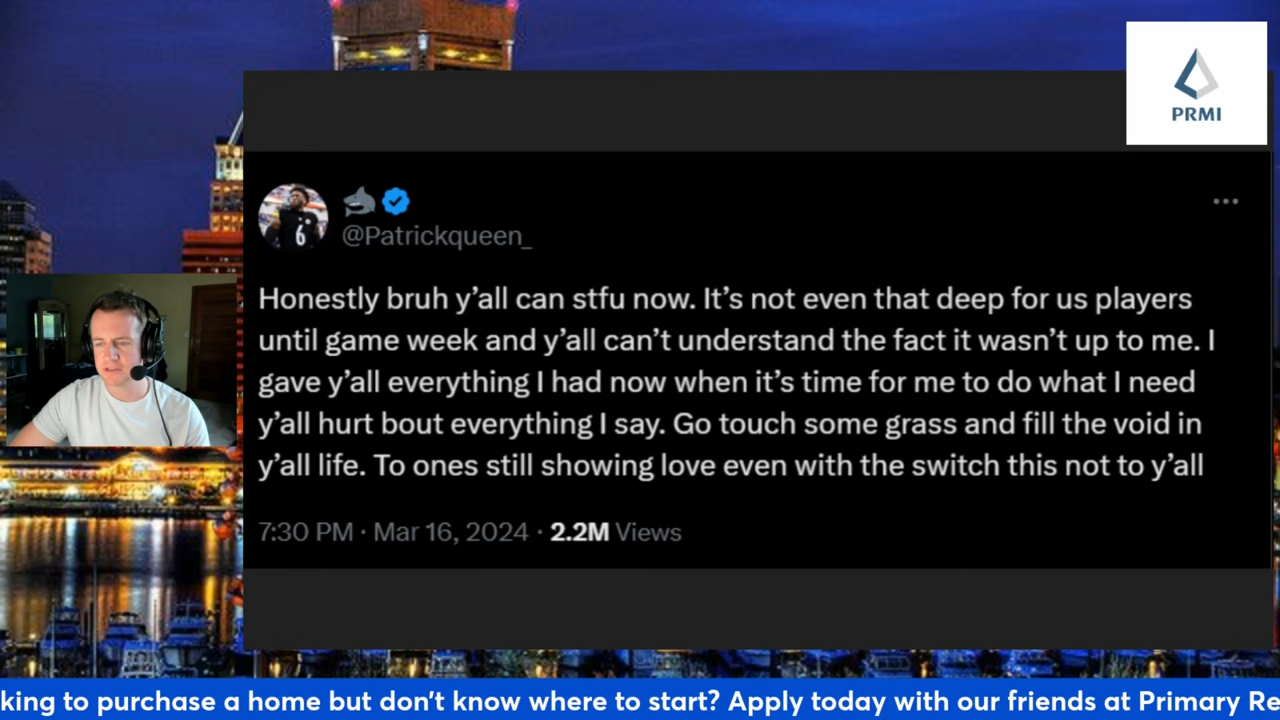 PRMI
@Patrickqueen_
6
Honestly bruh y’all can stfu now. It’s not even that deep for us players
until game week and y’all can’t understand the fact it wasn’t up to me. I
gave y’all everything I had now when it’s time for me to do what I need
y’all hurt bout everything I say. Go touch some grass and fill the void in
y’all life. To ones still showing love even with the switch this not to y’all
7:30 PM · Mar 16, 2024 · 2.2M Views
king to purchase a home but don’t know where to start? Apply today with our friends at Primary Re